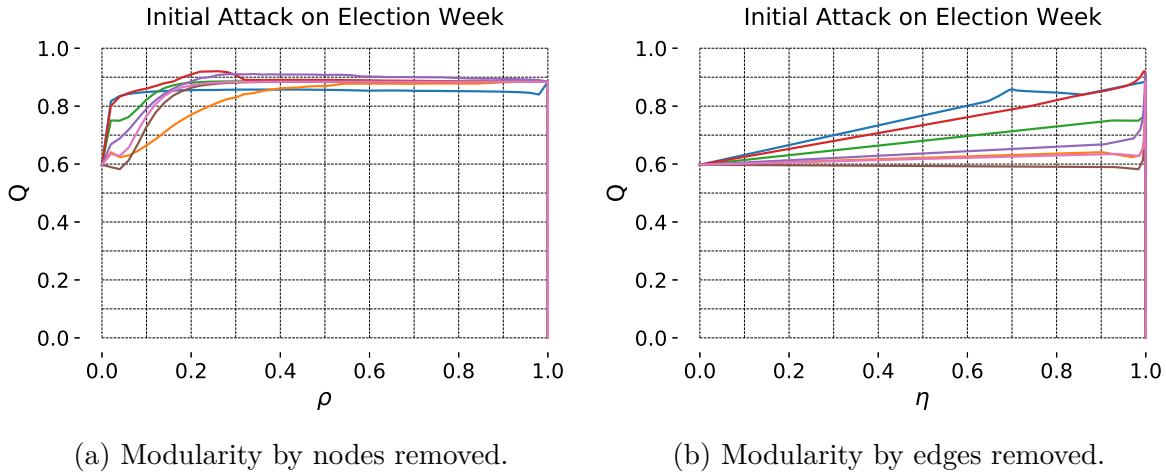 Initial Attack on Election Week
1.0
0.8
0.6
0.4
0.2
0.0
Q
0.0 0.2 0.4 0.6 0.8 1.0
ρ
(a) Modularity by nodes removed.
Initial Attack on Election Week
1.0
0.8
0.6
0.4
0.2
0.0
Q
0.0 0.2 0.4 0.6 0.8 1.0
η
(b) Modularity by edges removed.